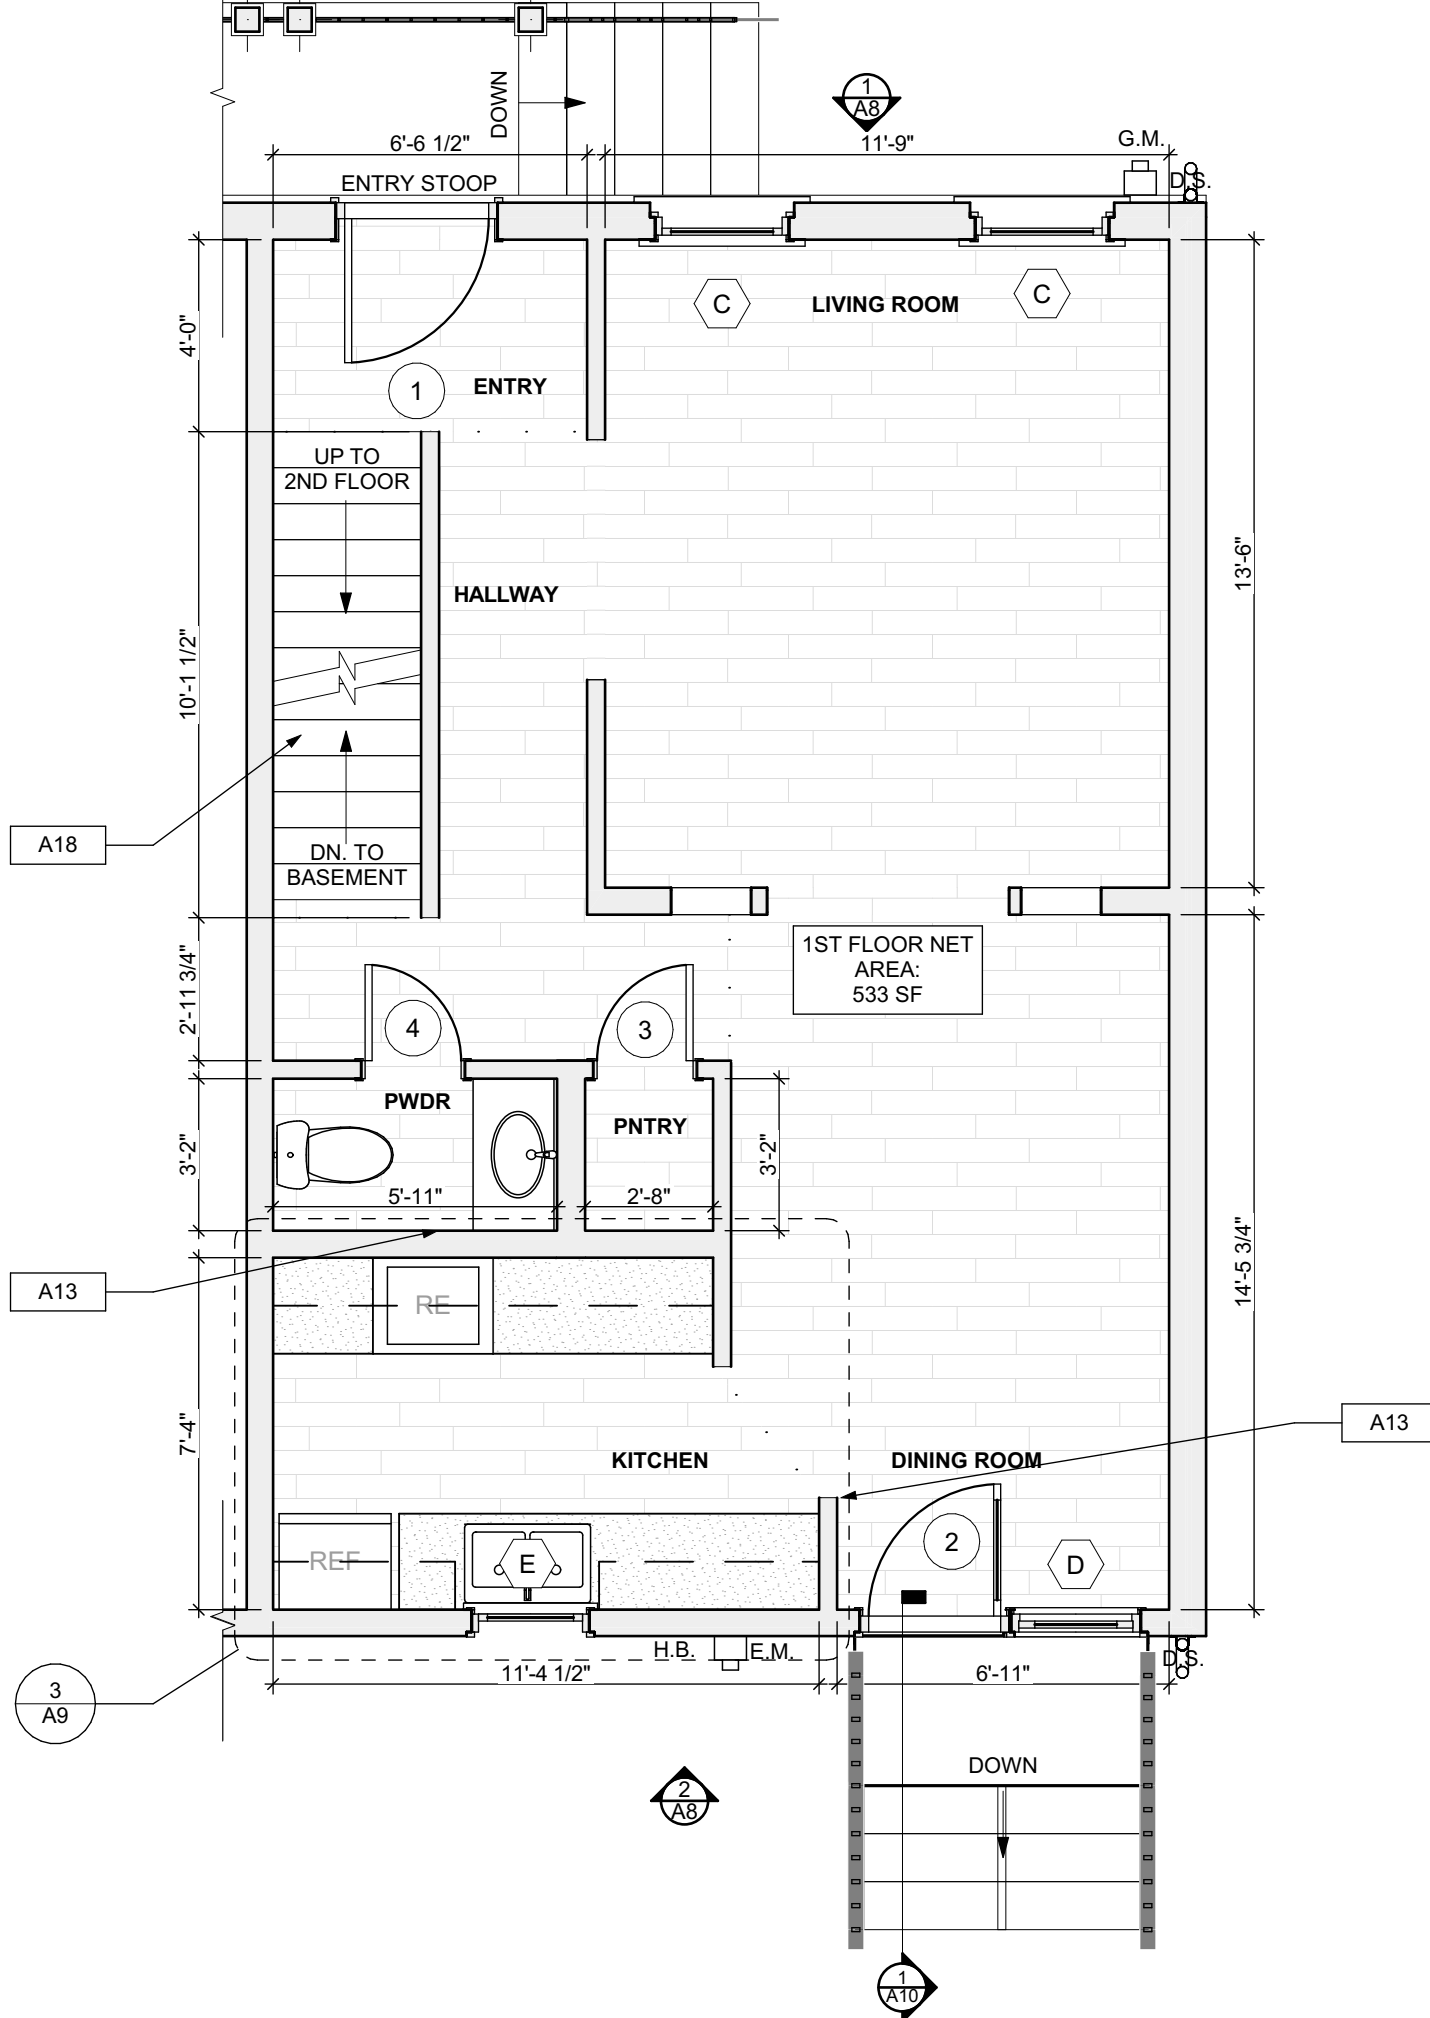 DOWN
1
A8
6'-6 1/2"
11'-9"
G.M.
ENTRY STOOP
D.S.
C
LIVING ROOM
C
4'-0"
1
ENTRY
UP TO
2ND FLOOR
13'-6"
HALLWAY
10'-1 1/2"
A18
DN. TO
BASEMENT
1ST FLOOR NET
AREA:
533 SF
2'-11 3/4"
4
3
PWDR
PNTRY
3'-2"
3'-2"
5'-11"
2'-8"
14'-5 3/4"
A13
RE
7'-4"
A13
KITCHEN
DINING ROOM
2
REF
E
D
H.B.
E.M.
D.S.
11'-4 1/2"
6'-11"
3
A9
DOWN
2
A8
1
A10